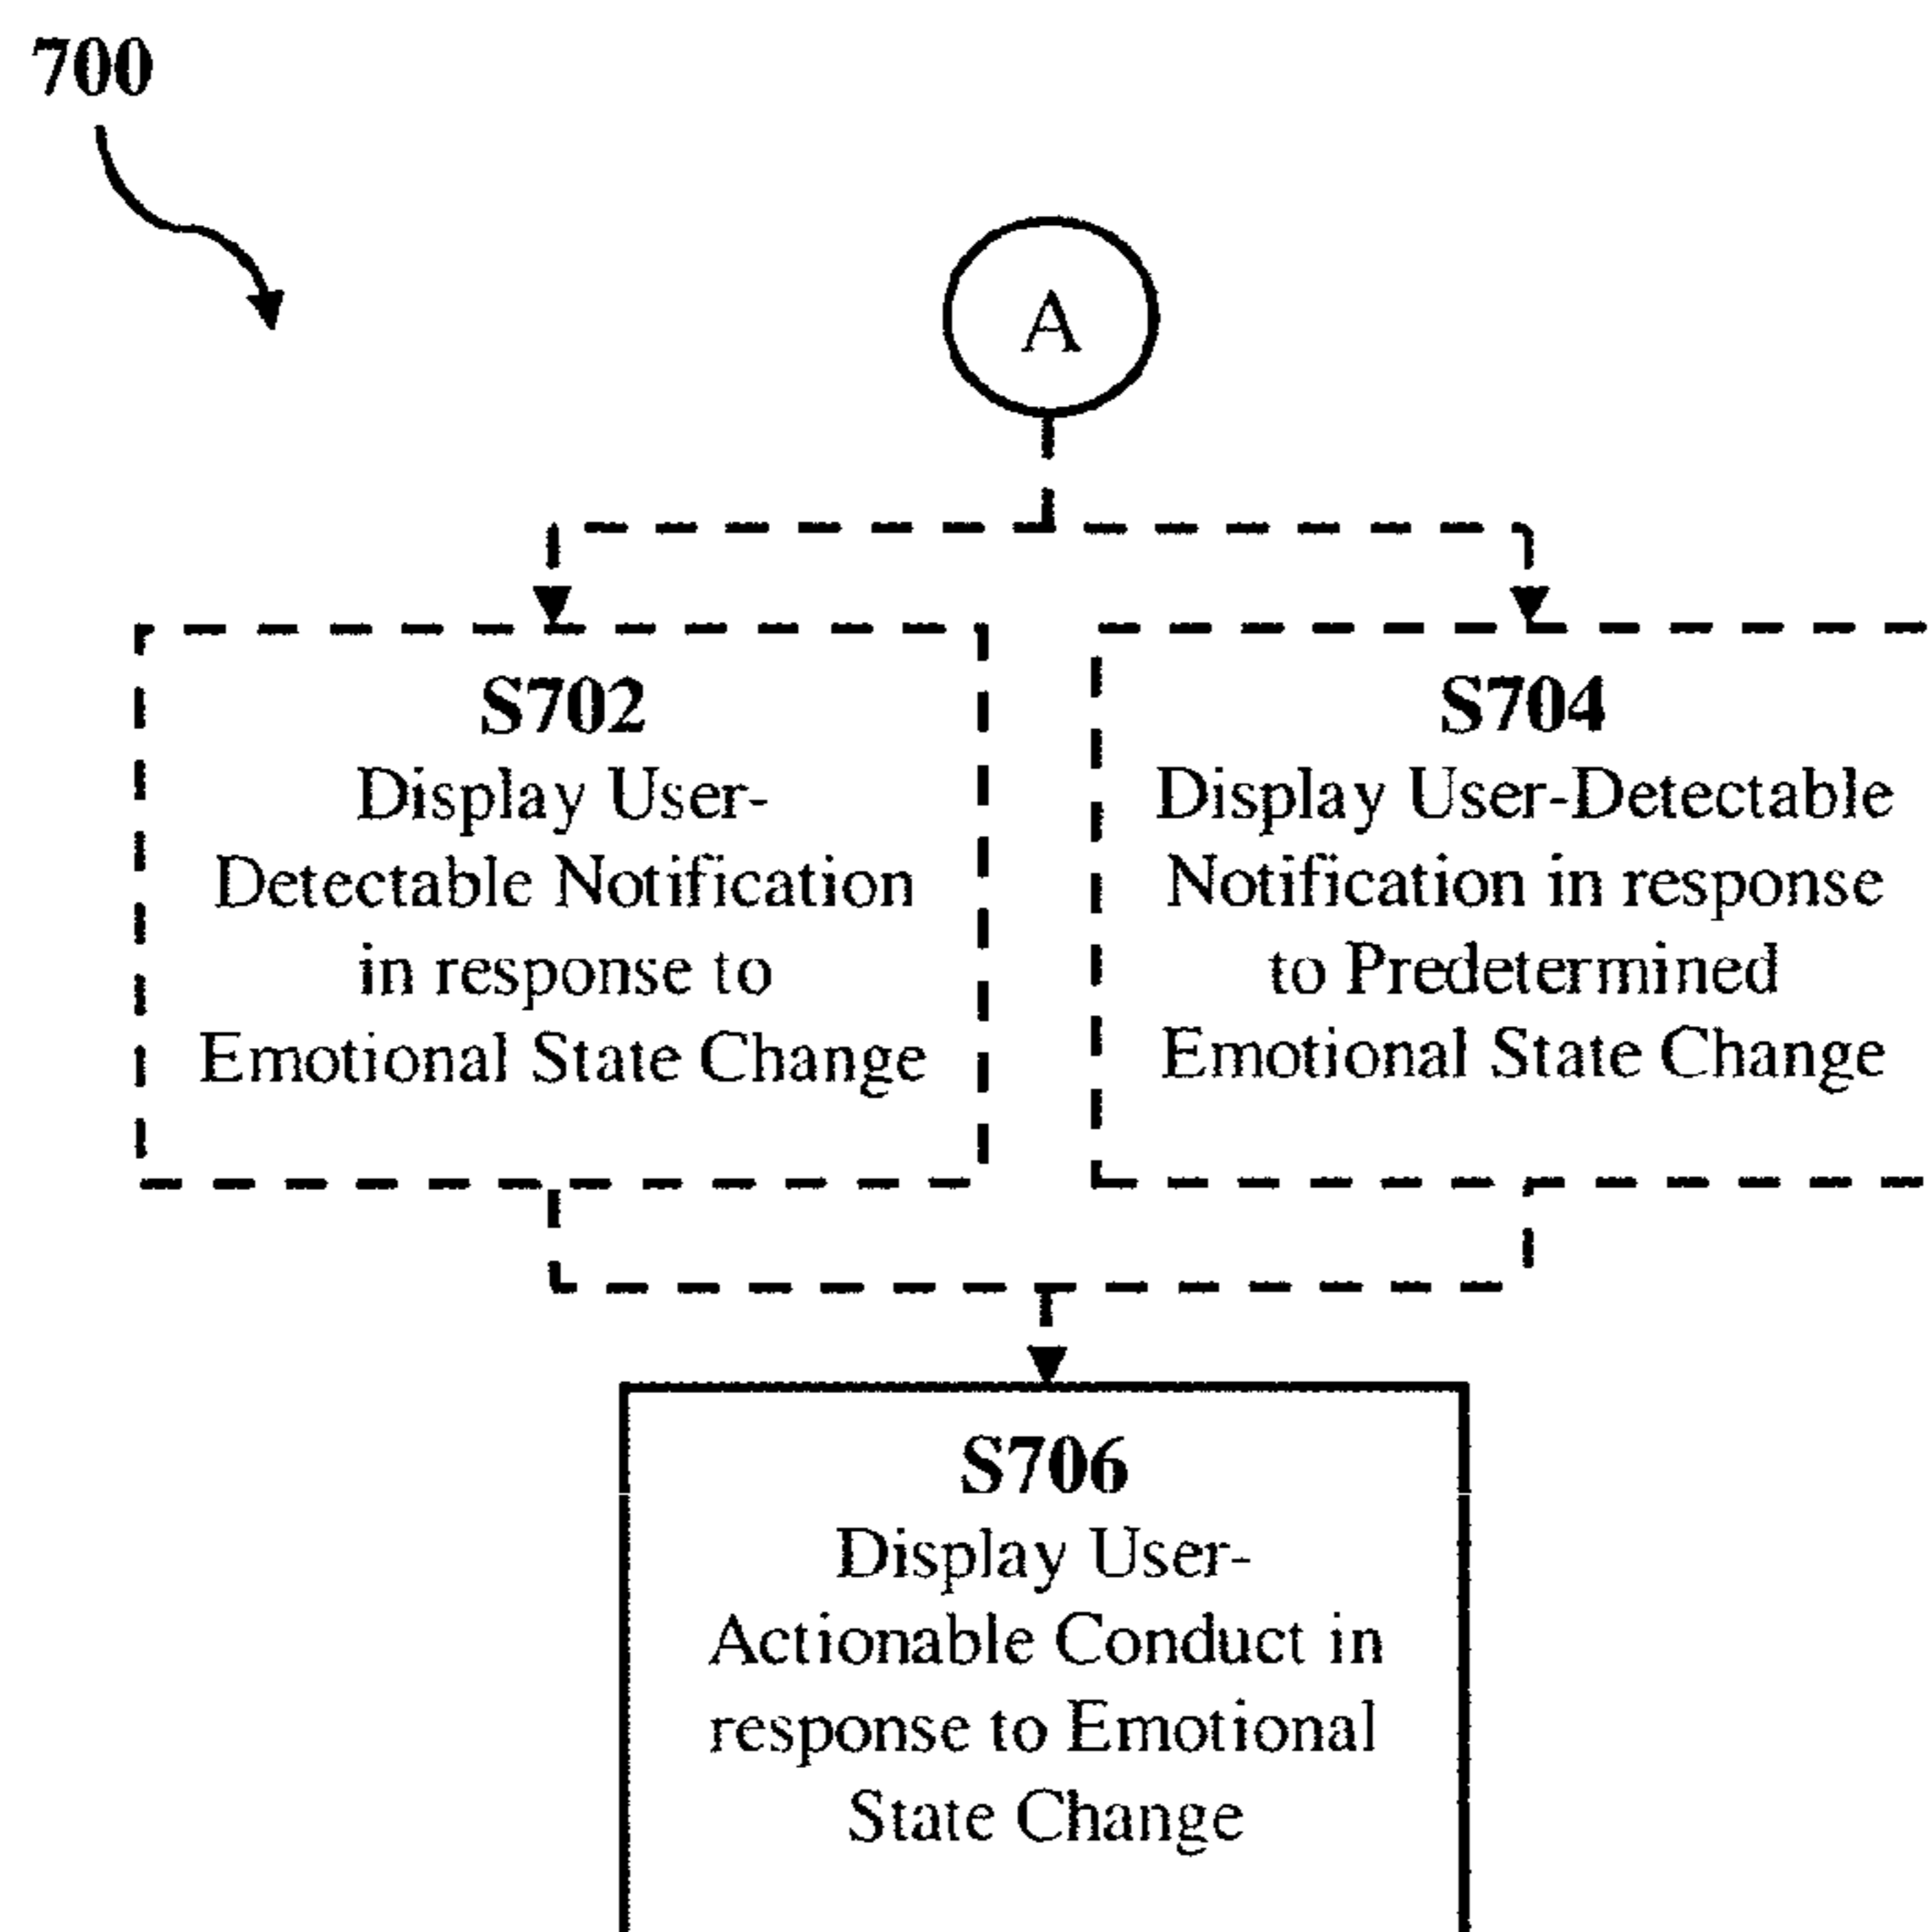 700
A
S702
Display User-
Detectable Notification
in response to
Emotional State Change
S704
Display User-Detectable
Notification in response
to Predetermined
Emotional State Change
S706
Display User-
Actionable Conduct in
response to Emotional
State Change